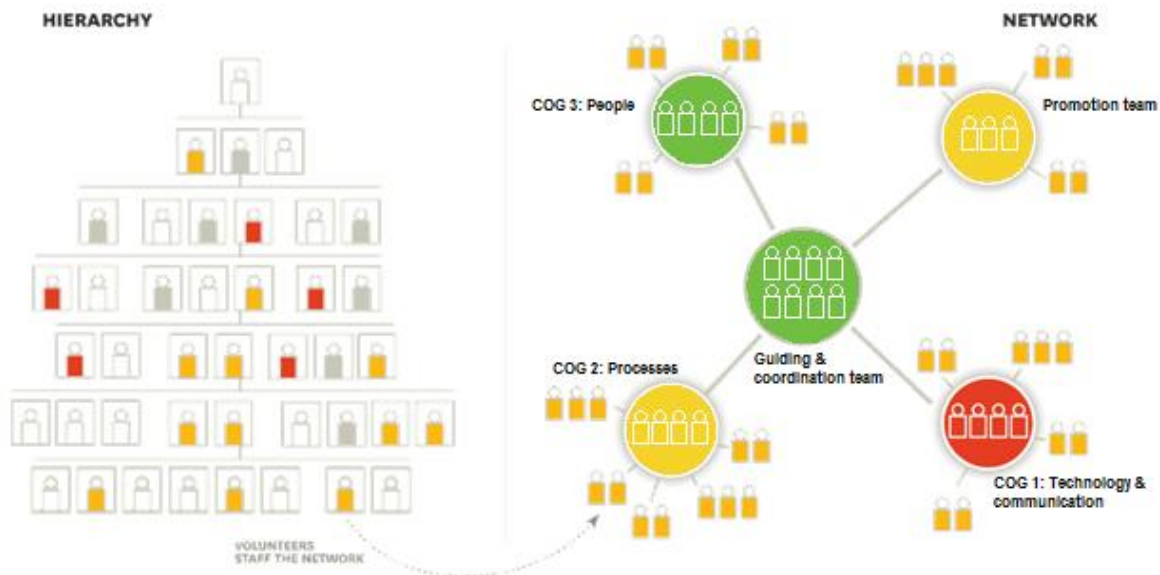 HIERARCHY
NETWORK
COG 3: People
Promotion team
Guiding &
coordination team
COG 2: Processes
COG 1: Technology &
communication
VOLUNTEERS
STAFF THE NETWORK